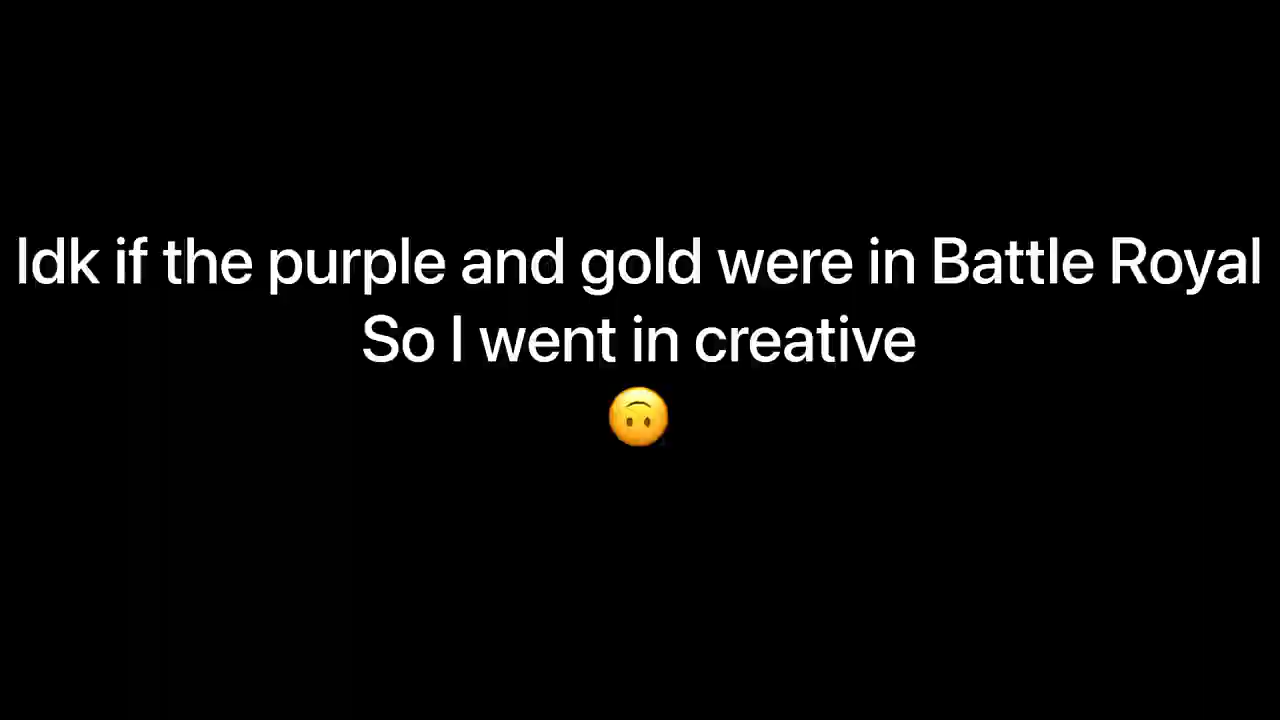 Idk if the purple and gold were in Battle Royal
So I went in creative
🙃